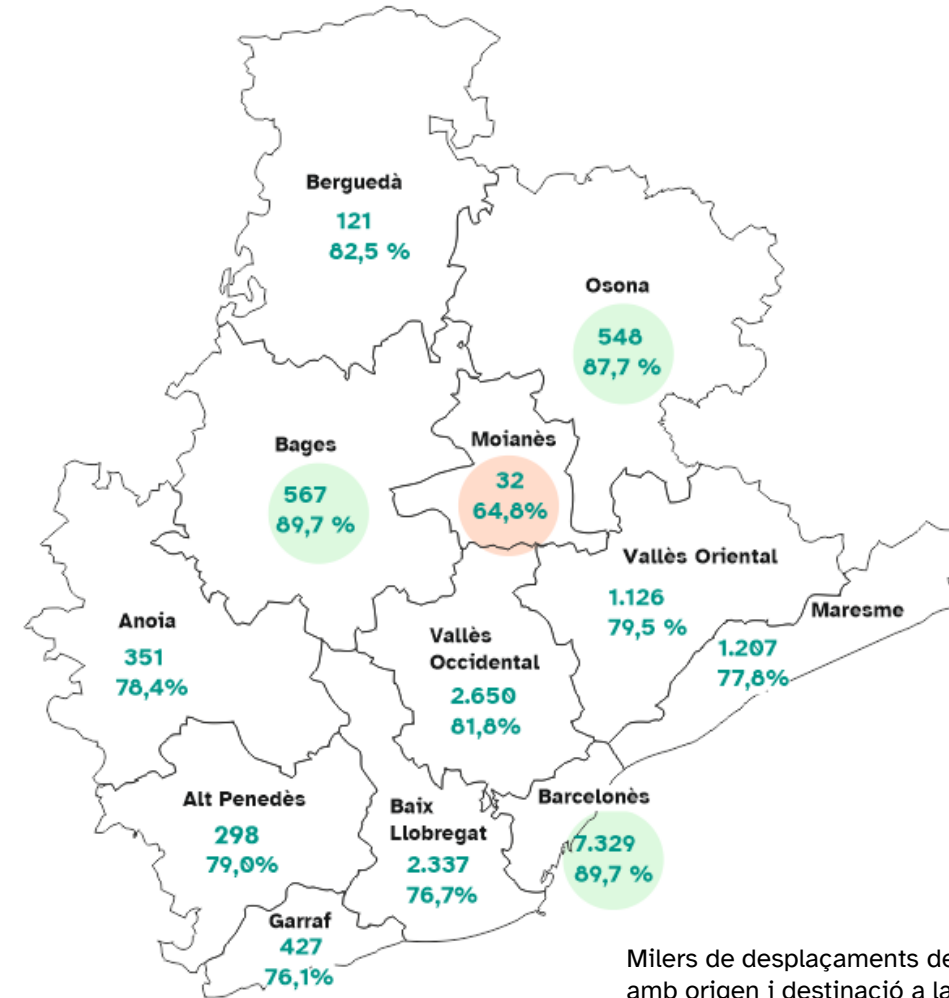 Berguedà
121
82,5 %
Osona
548
87,7 %
Bages
567
89,7 %
Moianès
32
64,8%
Vallès Oriental
1.126
79,5 %
Maresme
1.207
77,8%
Anoia
351
78,4%
Vallès
Occidental
2.650
81,8%
Alt Penedès
298
79,0%
Baix
Llobregat
2.337
76,7%
Barcelonès
7.329
89,7 %
Garraf
427
76,1%
Milers de desplaçaments de
amb origen i destinació a la